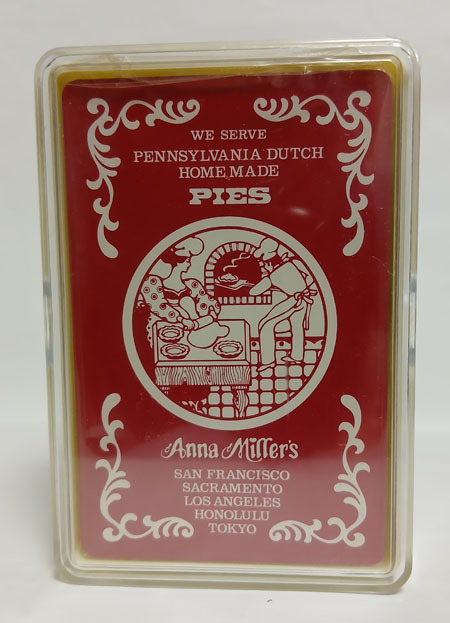 WE SERVE
PENNSYLVANIA DUTCH
HOME MADE
PIES
Anna Miller's
SAN FRANCISCO
SACRAMENTO
LOS ANGELES
HONOLULU
TOKYO